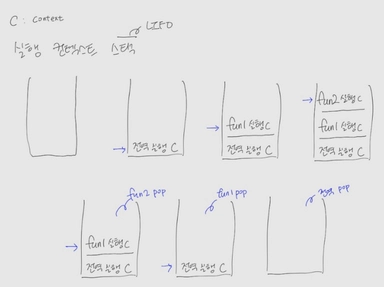 C : Context
LIFO
실행 컨텍스트 스택
fun2 실행 C
fun1 실행 C
fun1 실행 C
전역 실행 C
전역 실행 C
전역 실행 C
fun2 pop
fun1 pop
전역 pop
fun1 실행 C
전역 실행 C
전역 실행 C